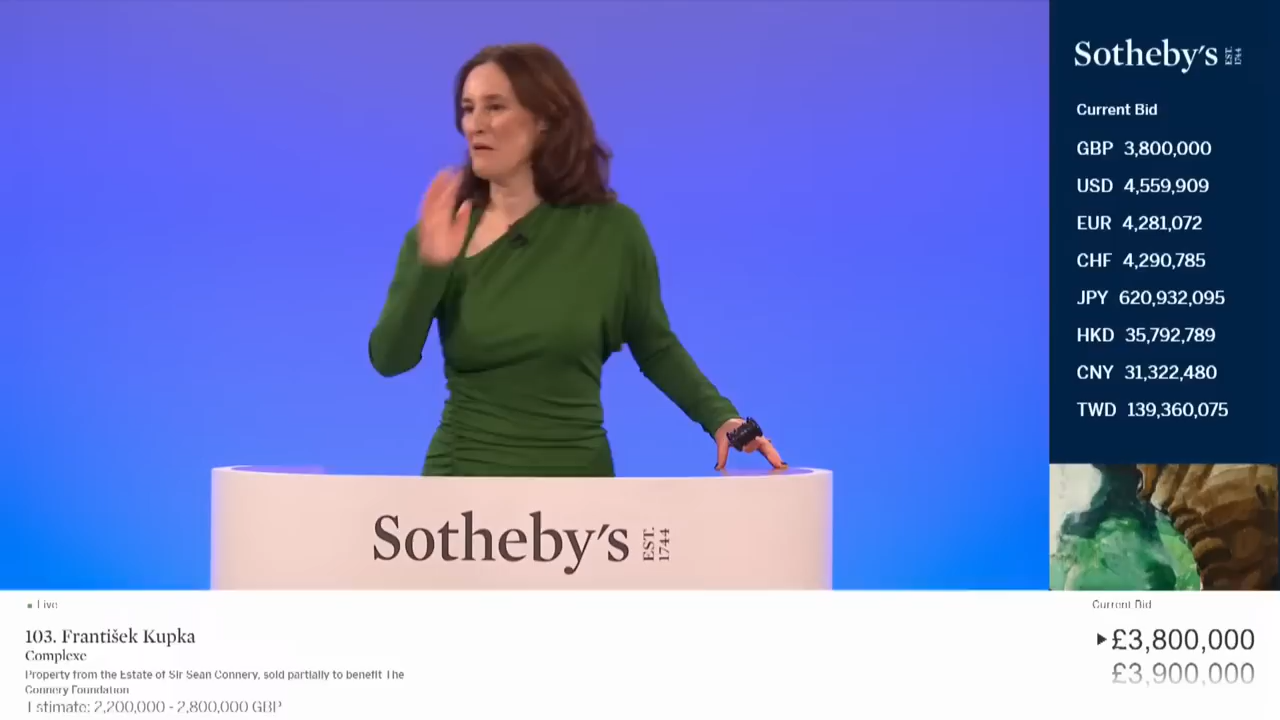 Sotheby's EST. 1744
Current Bid
GBP 3,800,000
USD 4,559,909
EUR 4,281,072
CHF 4,290,785
JPY 620,932,095
HKD 35,792,789
CNY 31,322,480
TWD 139,360,075
Sotheby's EST. 1744
Live
103. František Kupka
Complexe
Property from the Estate of Sir Sean Connery, sold partially to benefit The
Connery Foundation
Estimate: 2,200,000 - 2,800,000 GBP
Current Bid
£3,800,000
£3,900,000